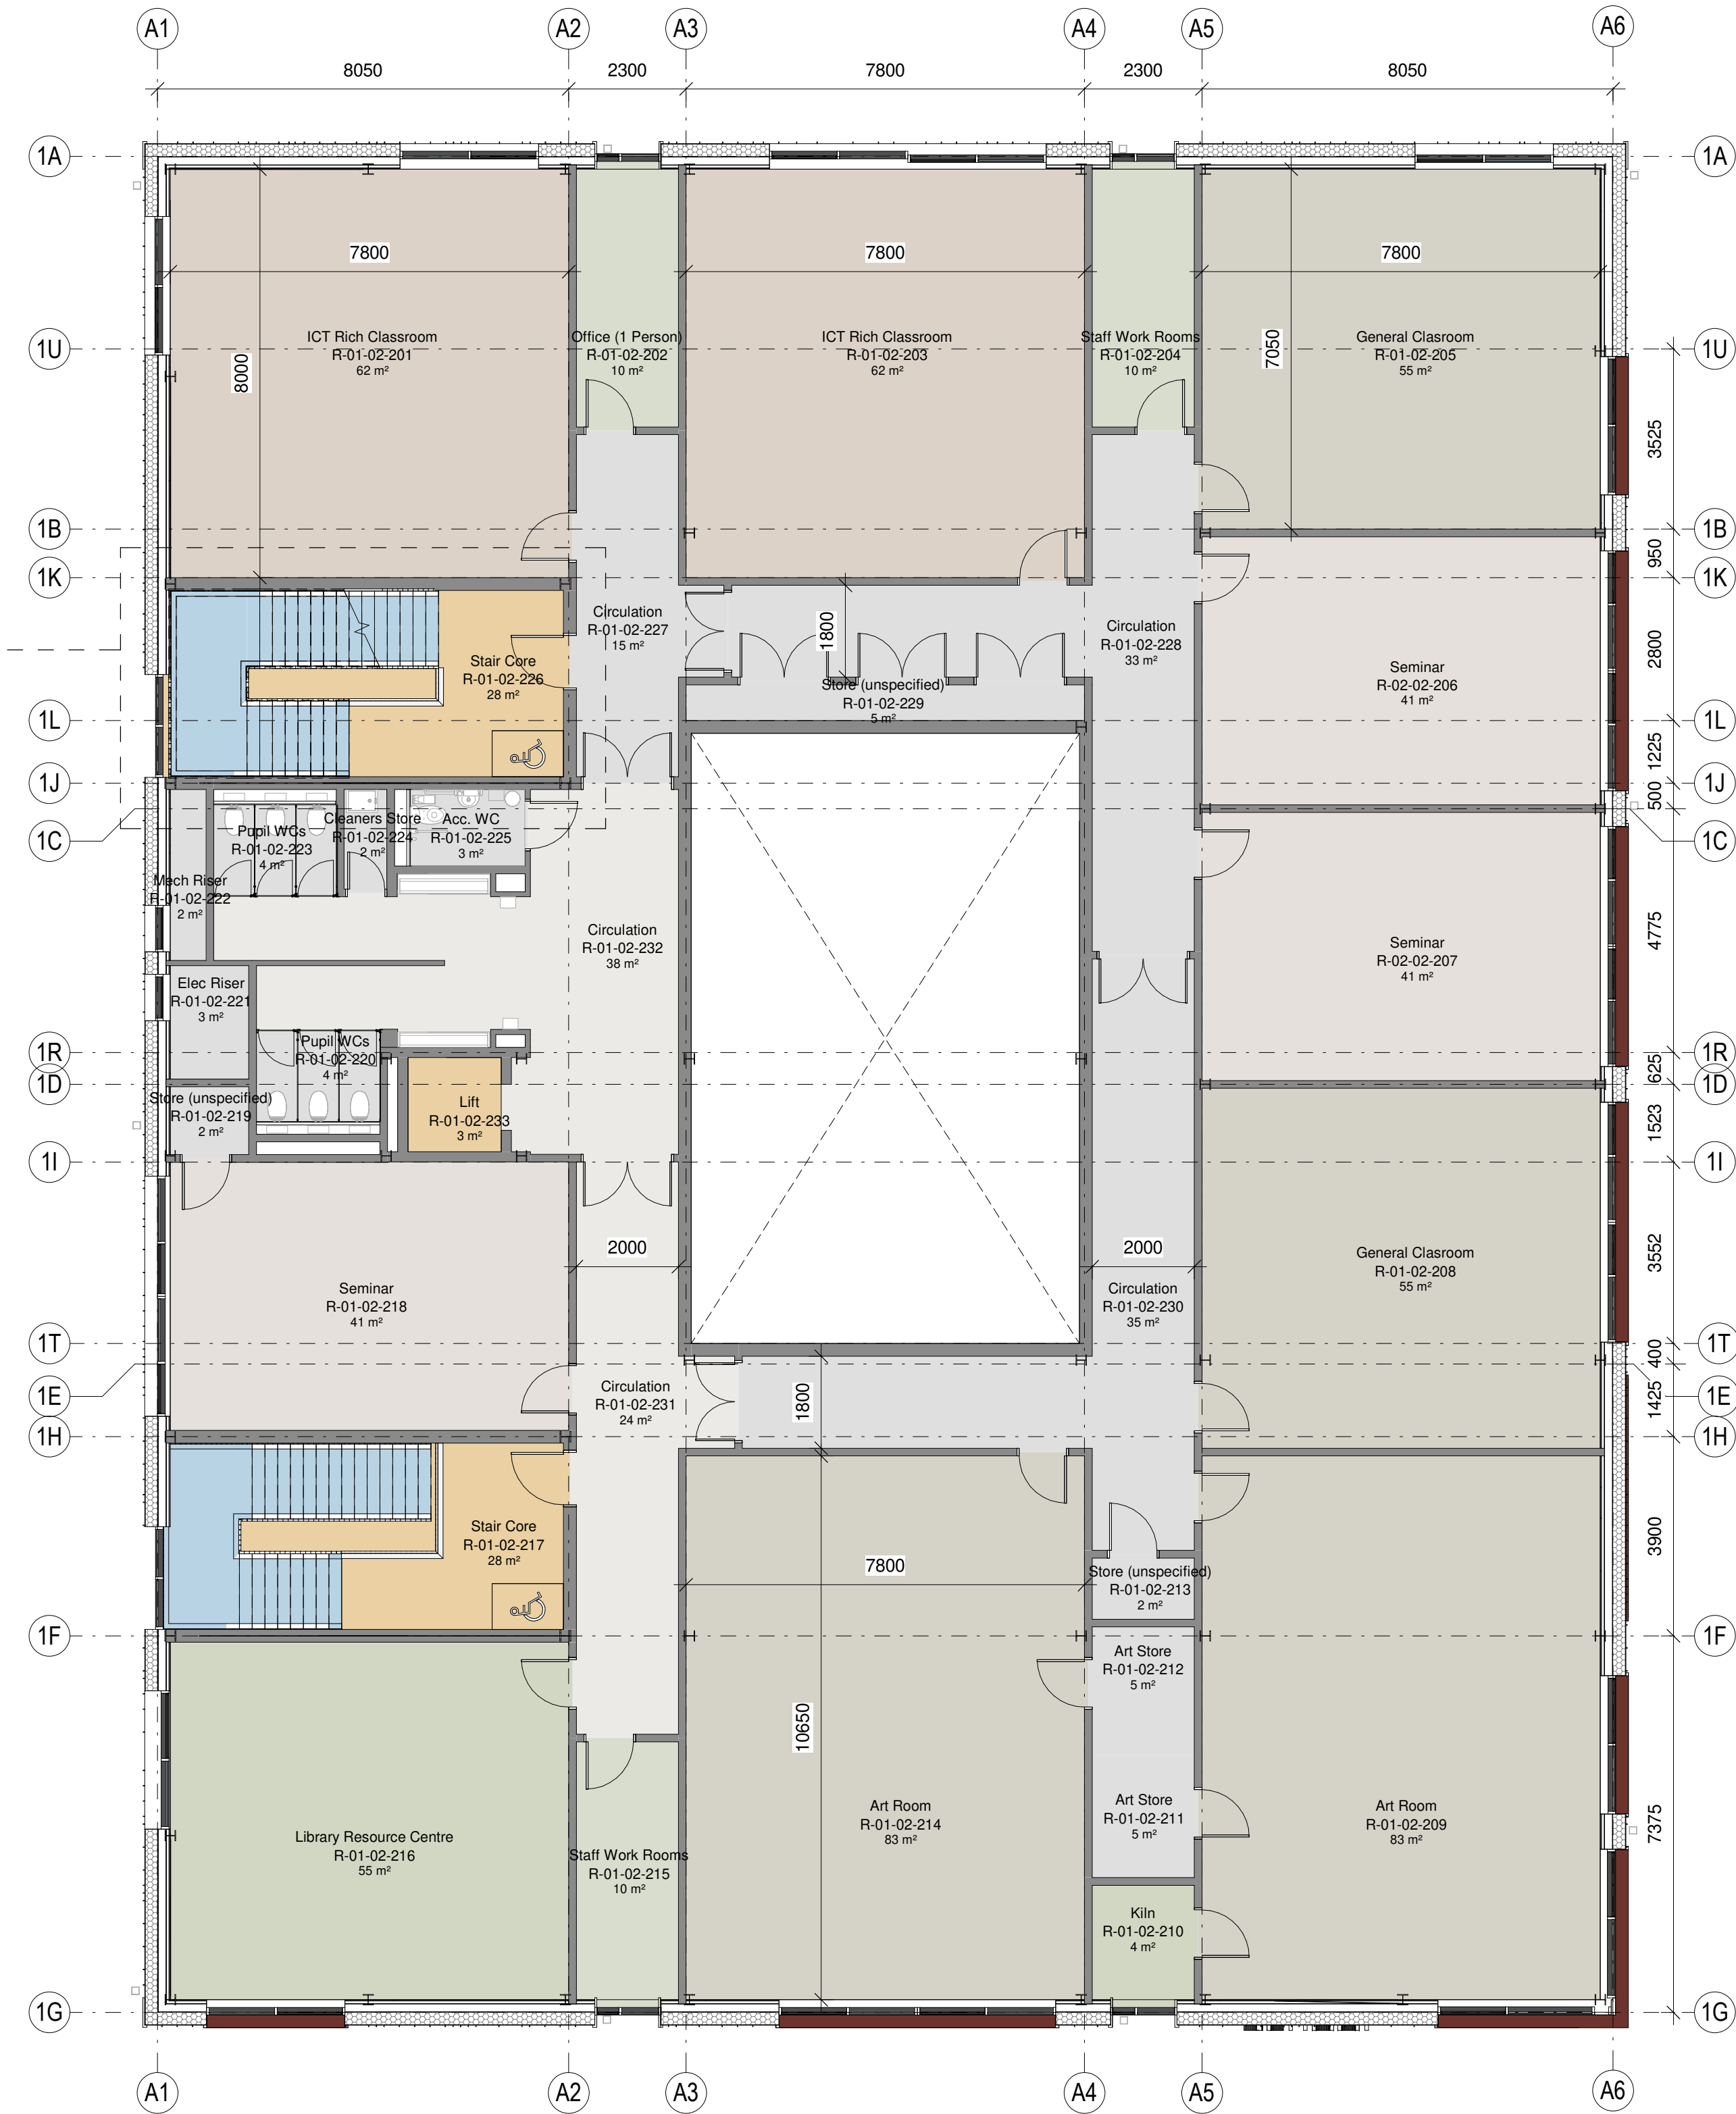 A1
A2
A3
A4
A5
A6
8050
2300
7800
2300
8050
1A
1A
7800
7800
7800
ICT Rich Classroom
R-01-02-201
62 m²
Office (1 Person)
R-01-02-202
10 m²
ICT Rich Classroom
R-01-02-203
62 m²
Staff Work Rooms
R-01-02-204
10 m²
General Clasroom
R-01-02-205
55 m²
1U
1U
8000
7050
3525
1B
1B
950
1K
1K
Circulation
R-01-02-227
15 m²
1800
Circulation
R-01-02-228
33 m²
2800
Stair Core
R-01-02-226
28 m²
Store (unspecified)
R-01-02-229
5 m²
Seminar
R-02-02-206
41 m²
1L
1L
1225
1J
1J
500
1C
1C
Pupil WCs
R-01-02-223
4 m²
Cleaners Store
R-01-02-224
2 m²
Acc. WC
R-01-02-225
3 m²
Mech Riser
R-01-02-222
2 m²
Circulation
R-01-02-232
38 m²
Seminar
R-02-02-207
41 m²
4775
Elec Riser
R-01-02-221
3 m²
Pupil WCs
R-01-02-220
4 m²
1R
1R
625
1D
1D
Store (unspecified)
R-01-02-219
2 m²
Lift
R-01-02-233
3 m²
1523
1I
1I
2000
2000
3552
General Clasroom
R-01-02-208
55 m²
Seminar
R-01-02-218
41 m²
Circulation
R-01-02-230
35 m²
1T
1T
400
1E
1E
Circulation
R-01-02-231
24 m²
1800
1425
1H
1H
Stair Core
R-01-02-217
28 m²
7800
3900
Store (unspecified)
R-01-02-213
2 m²
1F
1F
Art Store
R-01-02-212
5 m²
10650
Art Store
R-01-02-211
5 m²
Library Resource Centre
R-01-02-216
55 m²
Staff Work Rooms
R-01-02-215
10 m²
Art Room
R-01-02-214
83 m²
Art Room
R-01-02-209
83 m²
7375
Kiln
R-01-02-210
4 m²
1G
1G
A1
A2
A3
A4
A5
A6